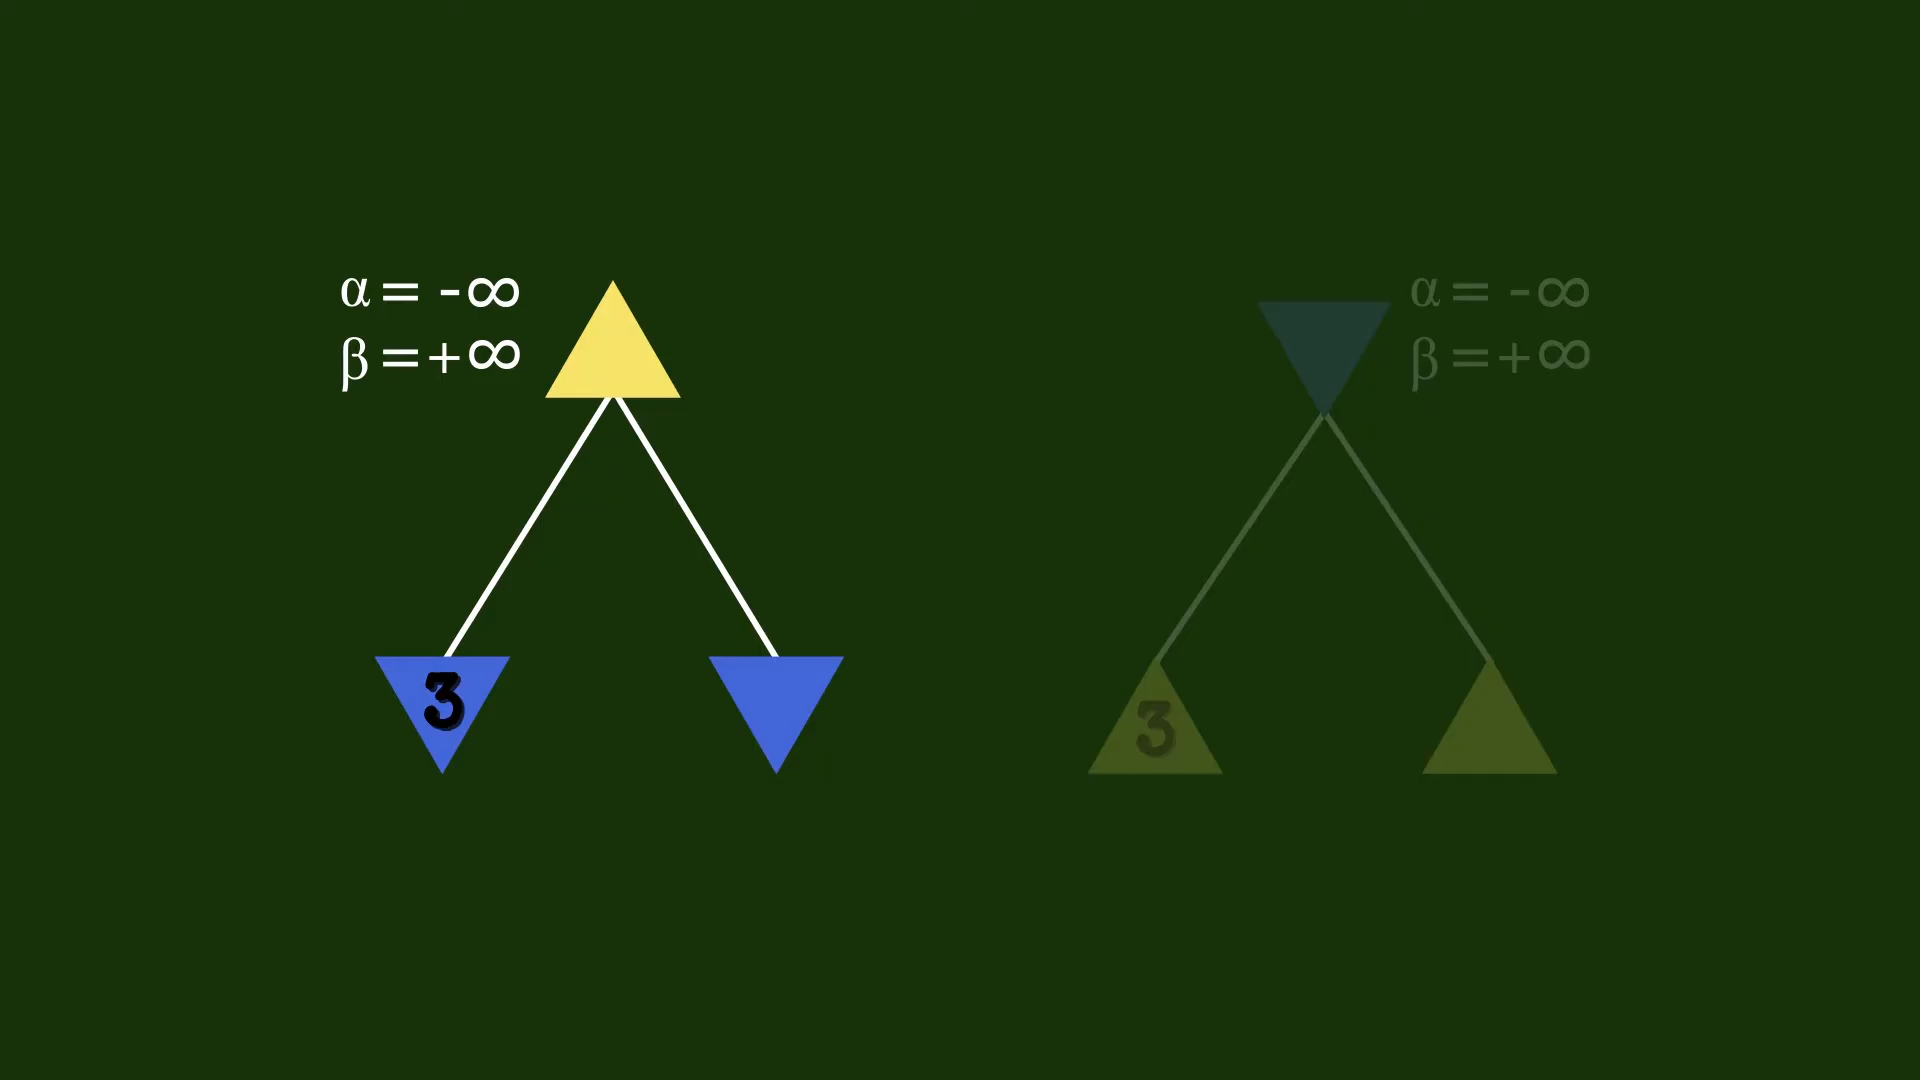 α = -∞
β = +∞
3
α = -∞
β = +∞
3